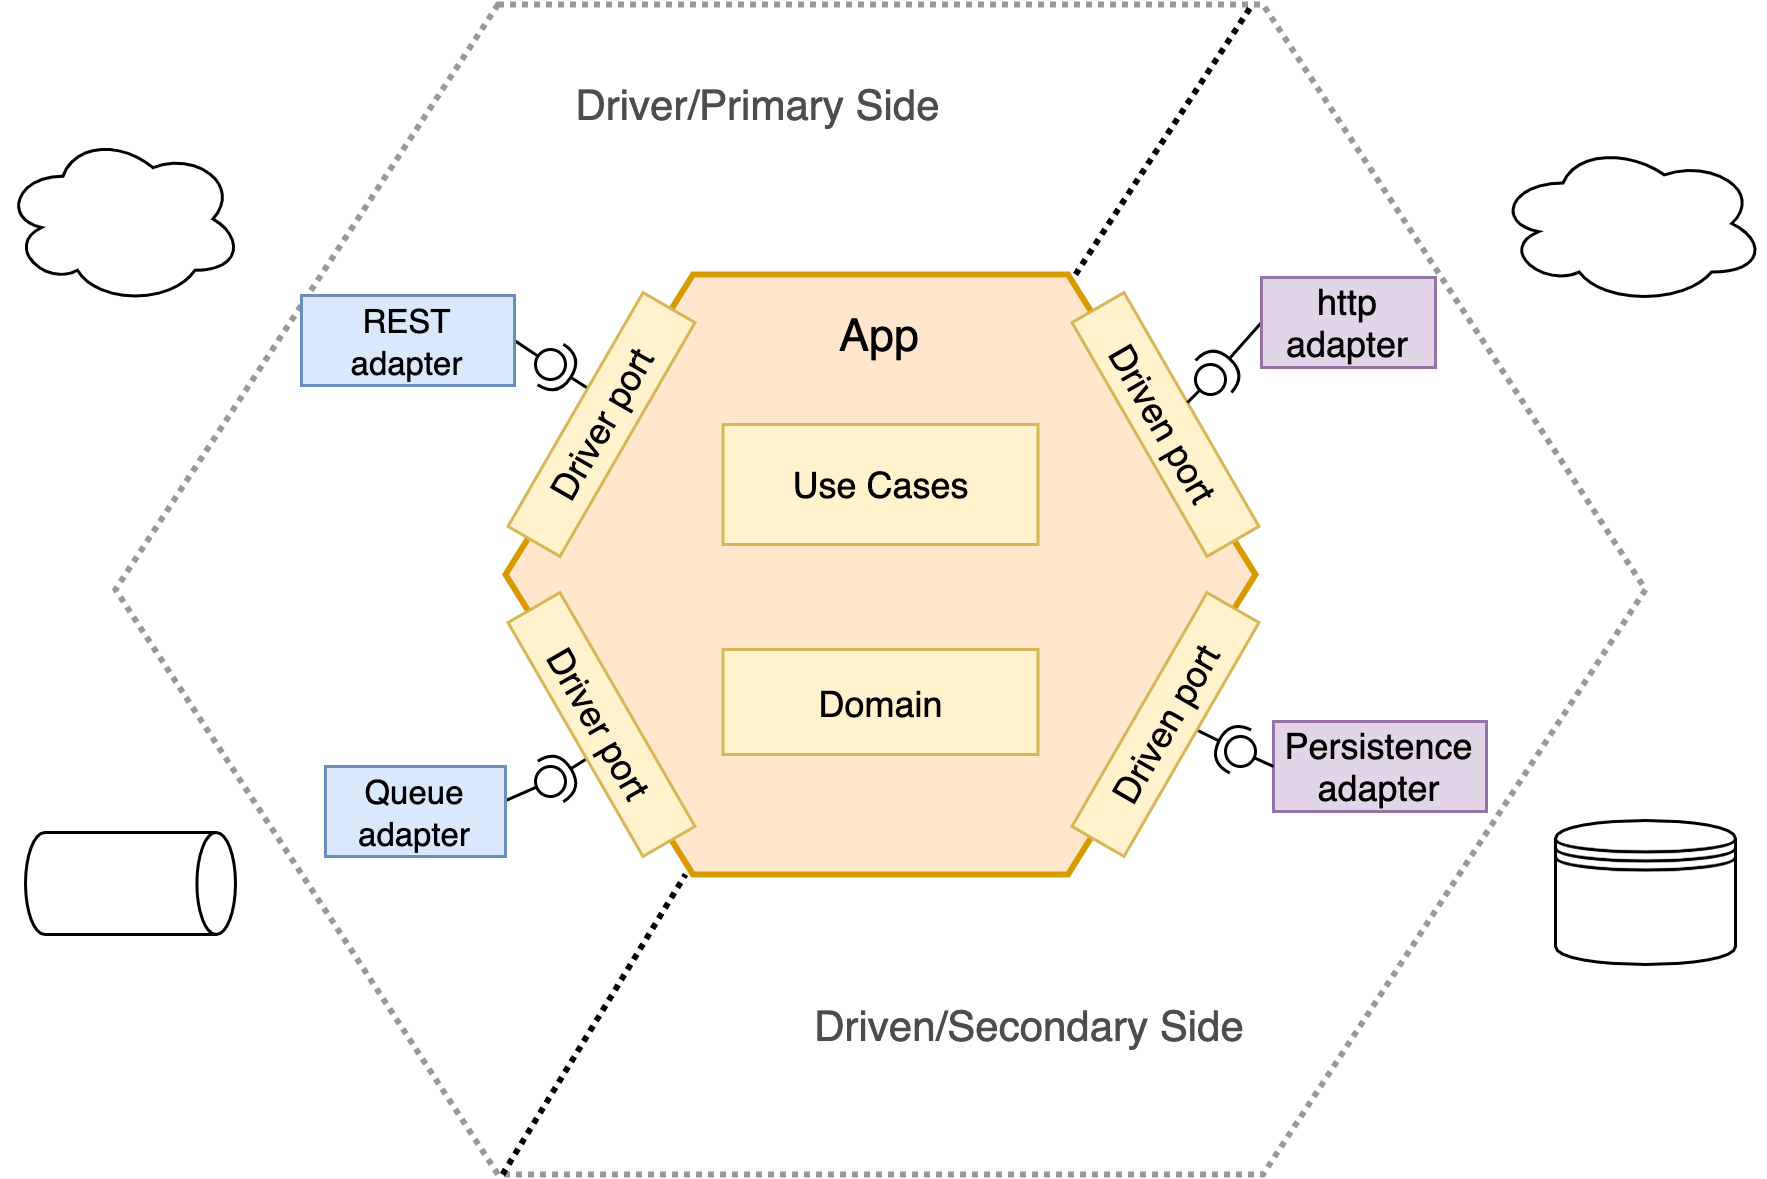 Driver/Primary Side
REST
adapter
http
adapter
App
Driver port
Driven port
Use Cases
Domain
Driver port
Driven port
Queue
adapter
Persistence
adapter
Driven/Secondary Side